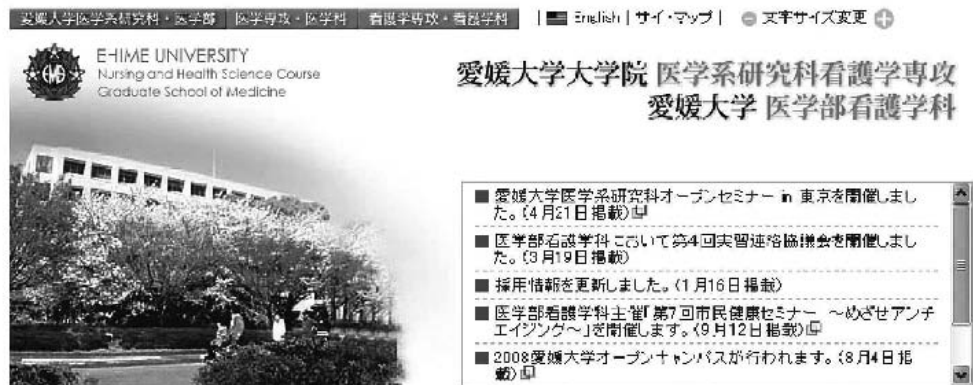 愛媛大学医学系研究科・医学部 医学専攻・医学科 看護学専攻・看護学科 | English | サイトマップ | 文字サイズ変更
EHIME UNIVERSITY
Nursing and Health Science Course
Graduate School of Medicine
愛媛大学大学院 医学系研究科看護学専攻
愛媛大学 医学部看護学科
愛媛大学医学系研究科オープンセミナー in 東京を開催しまし
た。(4月21日掲載)
医学部看護学科において第4回実習連絡協議会を開催しまし
た。(3月19日掲載)
採用情報を更新しました。(1月16日掲載)
医学部看護学科主催「第7回市民健康セミナー ～めざせアンチ
エイジング～」を開催します。(9月12日掲載)
2008愛媛大学オープンキャンパスが行われます。(8月4日掲
載)